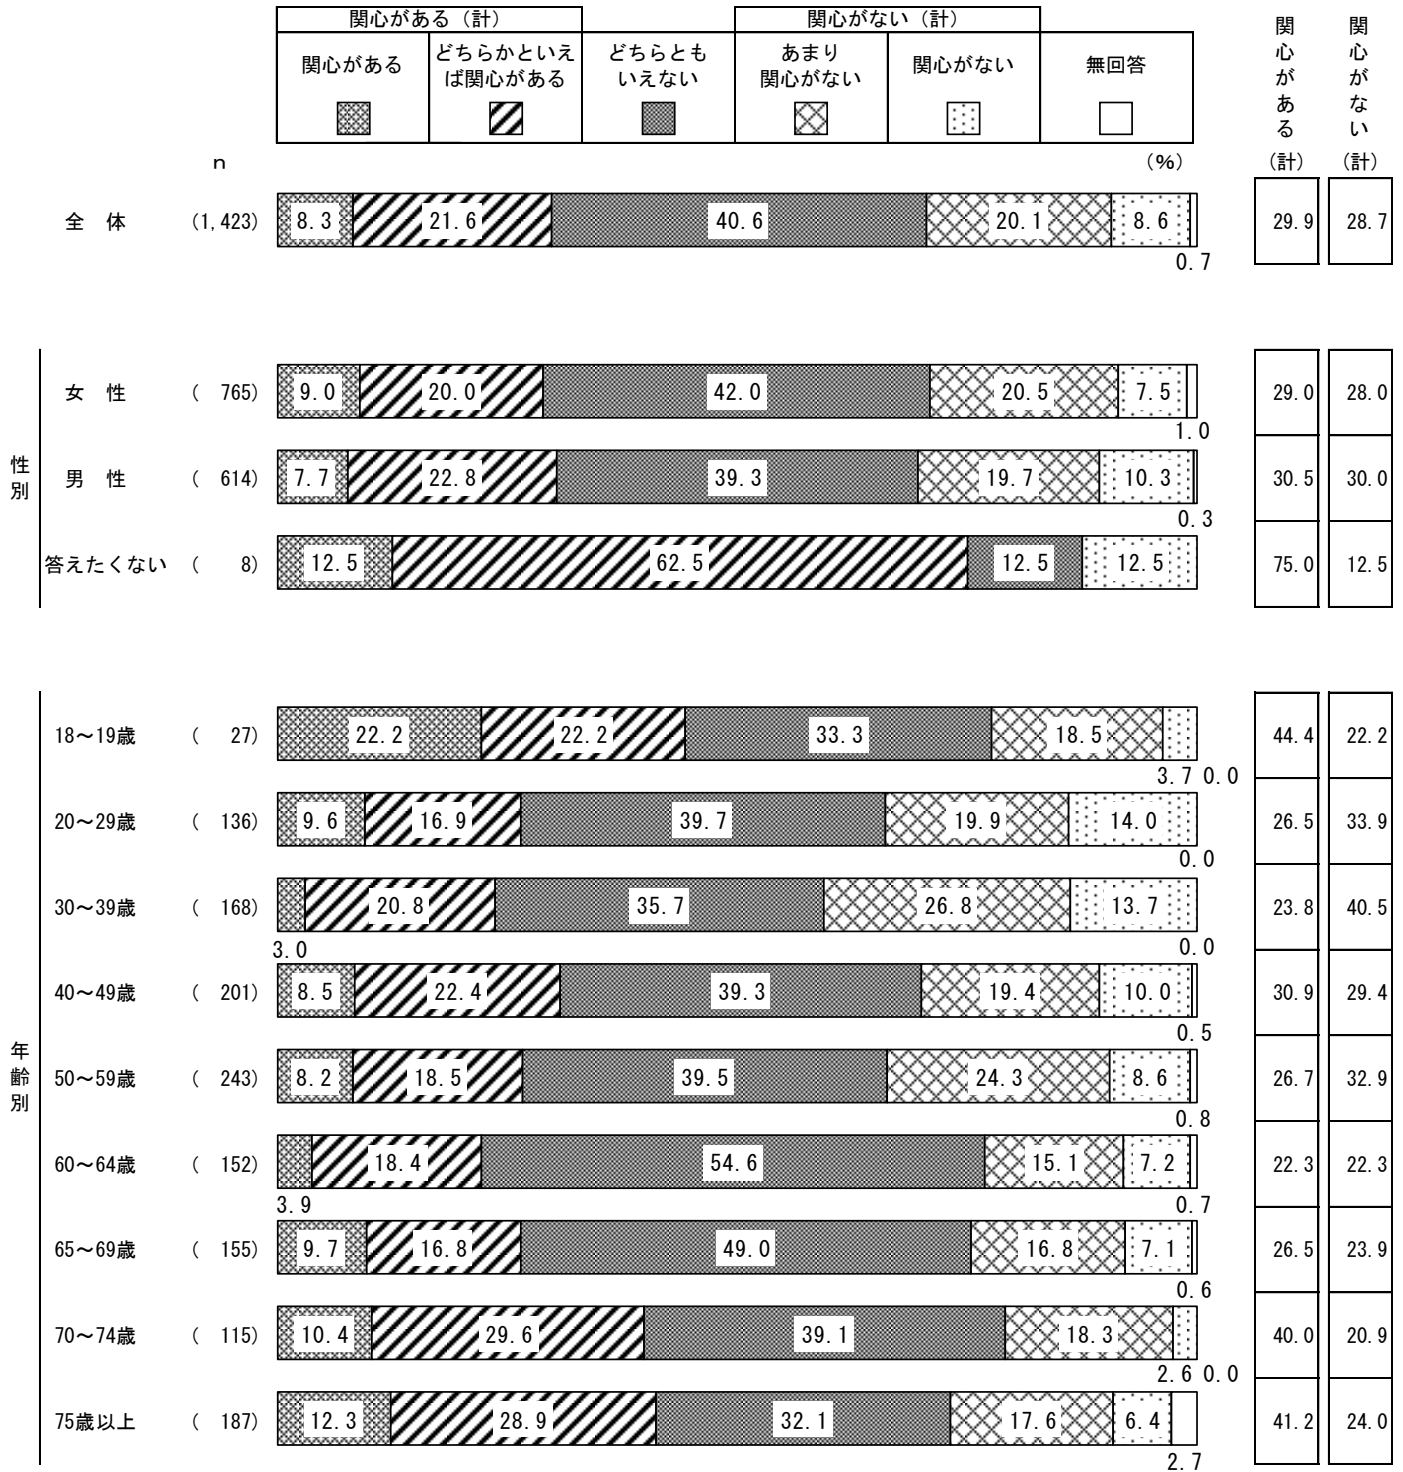 関心がある（計） 関心がない（計）
関心がある どちらかといえ どちらとも あまり 関心がない 無回答
ば関心がある いえない 関心がない
関心がある（計） 関心がない（計）
n （%）
全 体 (1,423) 8.3 21.6 40.6 20.1 8.6 29.9 28.7
0.7
性別
女 性 ( 765) 9.0 20.0 42.0 20.5 7.5 29.0 28.0
1.0
男 性 ( 614) 7.7 22.8 39.3 19.7 10.3 30.5 30.0
0.3
答えたくない ( 8) 12.5 62.5 12.5 12.5 75.0 12.5
年齢別
18～19歳 ( 27) 22.2 22.2 33.3 18.5 44.4 22.2
3.7 0.0
20～29歳 ( 136) 9.6 16.9 39.7 19.9 14.0 26.5 33.9
0.0
30～39歳 ( 168) 20.8 35.7 26.8 13.7 23.8 40.5
3.0 0.0
40～49歳 ( 201) 8.5 22.4 39.3 19.4 10.0 30.9 29.4
0.5
50～59歳 ( 243) 8.2 18.5 39.5 24.3 8.6 26.7 32.9
0.8
60～64歳 ( 152) 18.4 54.6 15.1 7.2 22.3 22.3
3.9 0.7
65～69歳 ( 155) 9.7 16.8 49.0 16.8 7.1 26.5 23.9
0.6
70～74歳 ( 115) 10.4 29.6 39.1 18.3 40.0 20.9
2.6 0.0
75歳以上 ( 187) 12.3 28.9 32.1 17.6 6.4 41.2 24.0
2.7